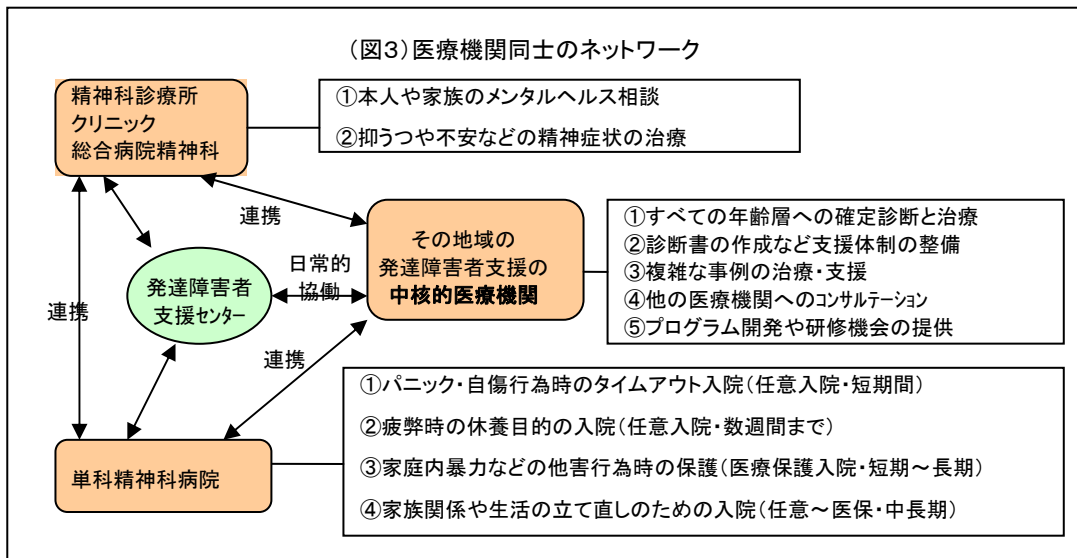 (図3)医療機関同士のネットワーク
精神科診療所
クリニック
総合病院精神科
①本人や家族のメンタルヘルス相談
②抑うつや不安などの精神症状の治療
連携
その地域の
発達障害者支援の
中核的医療機関
①すべての年齢層への確定診断と治療
②診断書の作成など支援体制の整備
③複雑な事例の治療・支援
④他の医療機関へのコンサルテーション
⑤プログラム開発や研修機会の提供
日常的
協働
発達障害者
支援センター
連携
連携
単科精神科病院
①パニック・自傷行為時のタイムアウト入院(任意入院・短期間)
②疲弊時の休養目的の入院(任意入院・数週間まで)
③家庭内暴力などの他害行為時の保護(医療保護入院・短期~長期)
④家族関係や生活の立て直しのための入院(任意~医保・中長期)